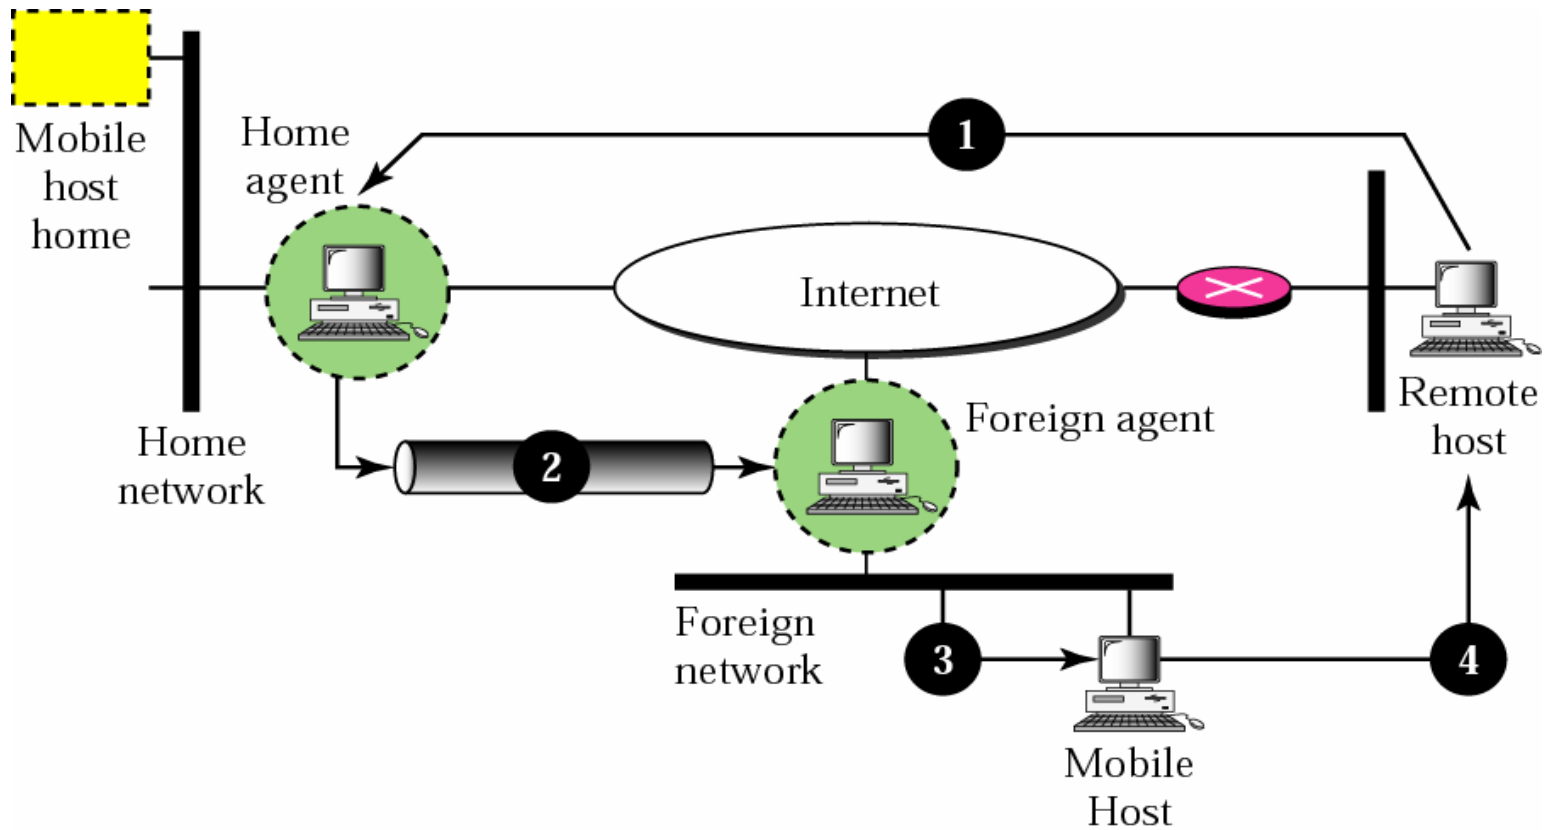 Mobile
host
home
Home
agent
1
Internet
Remote
host
Foreign agent
Home
network
2
Foreign
network
3
4
Mobile
Host